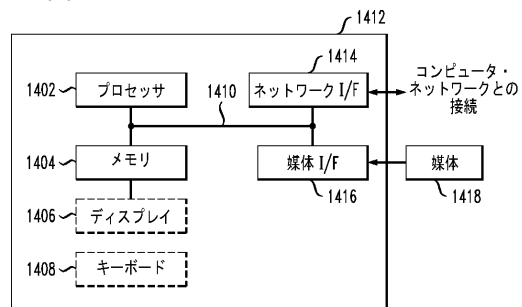 1412
1414
1402
プロセッサ
1410
ネットワーク I/F
コンピュータ・
ネットワークとの
接続
1404
メモリ
媒体 I/F
媒体
1416
1418
1406
ディスプレイ
1408
キーボード